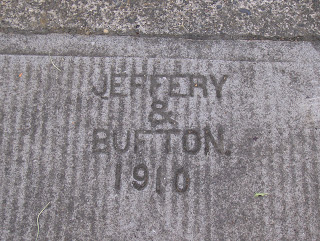 JEFFERY
&
BUFTON.
1910